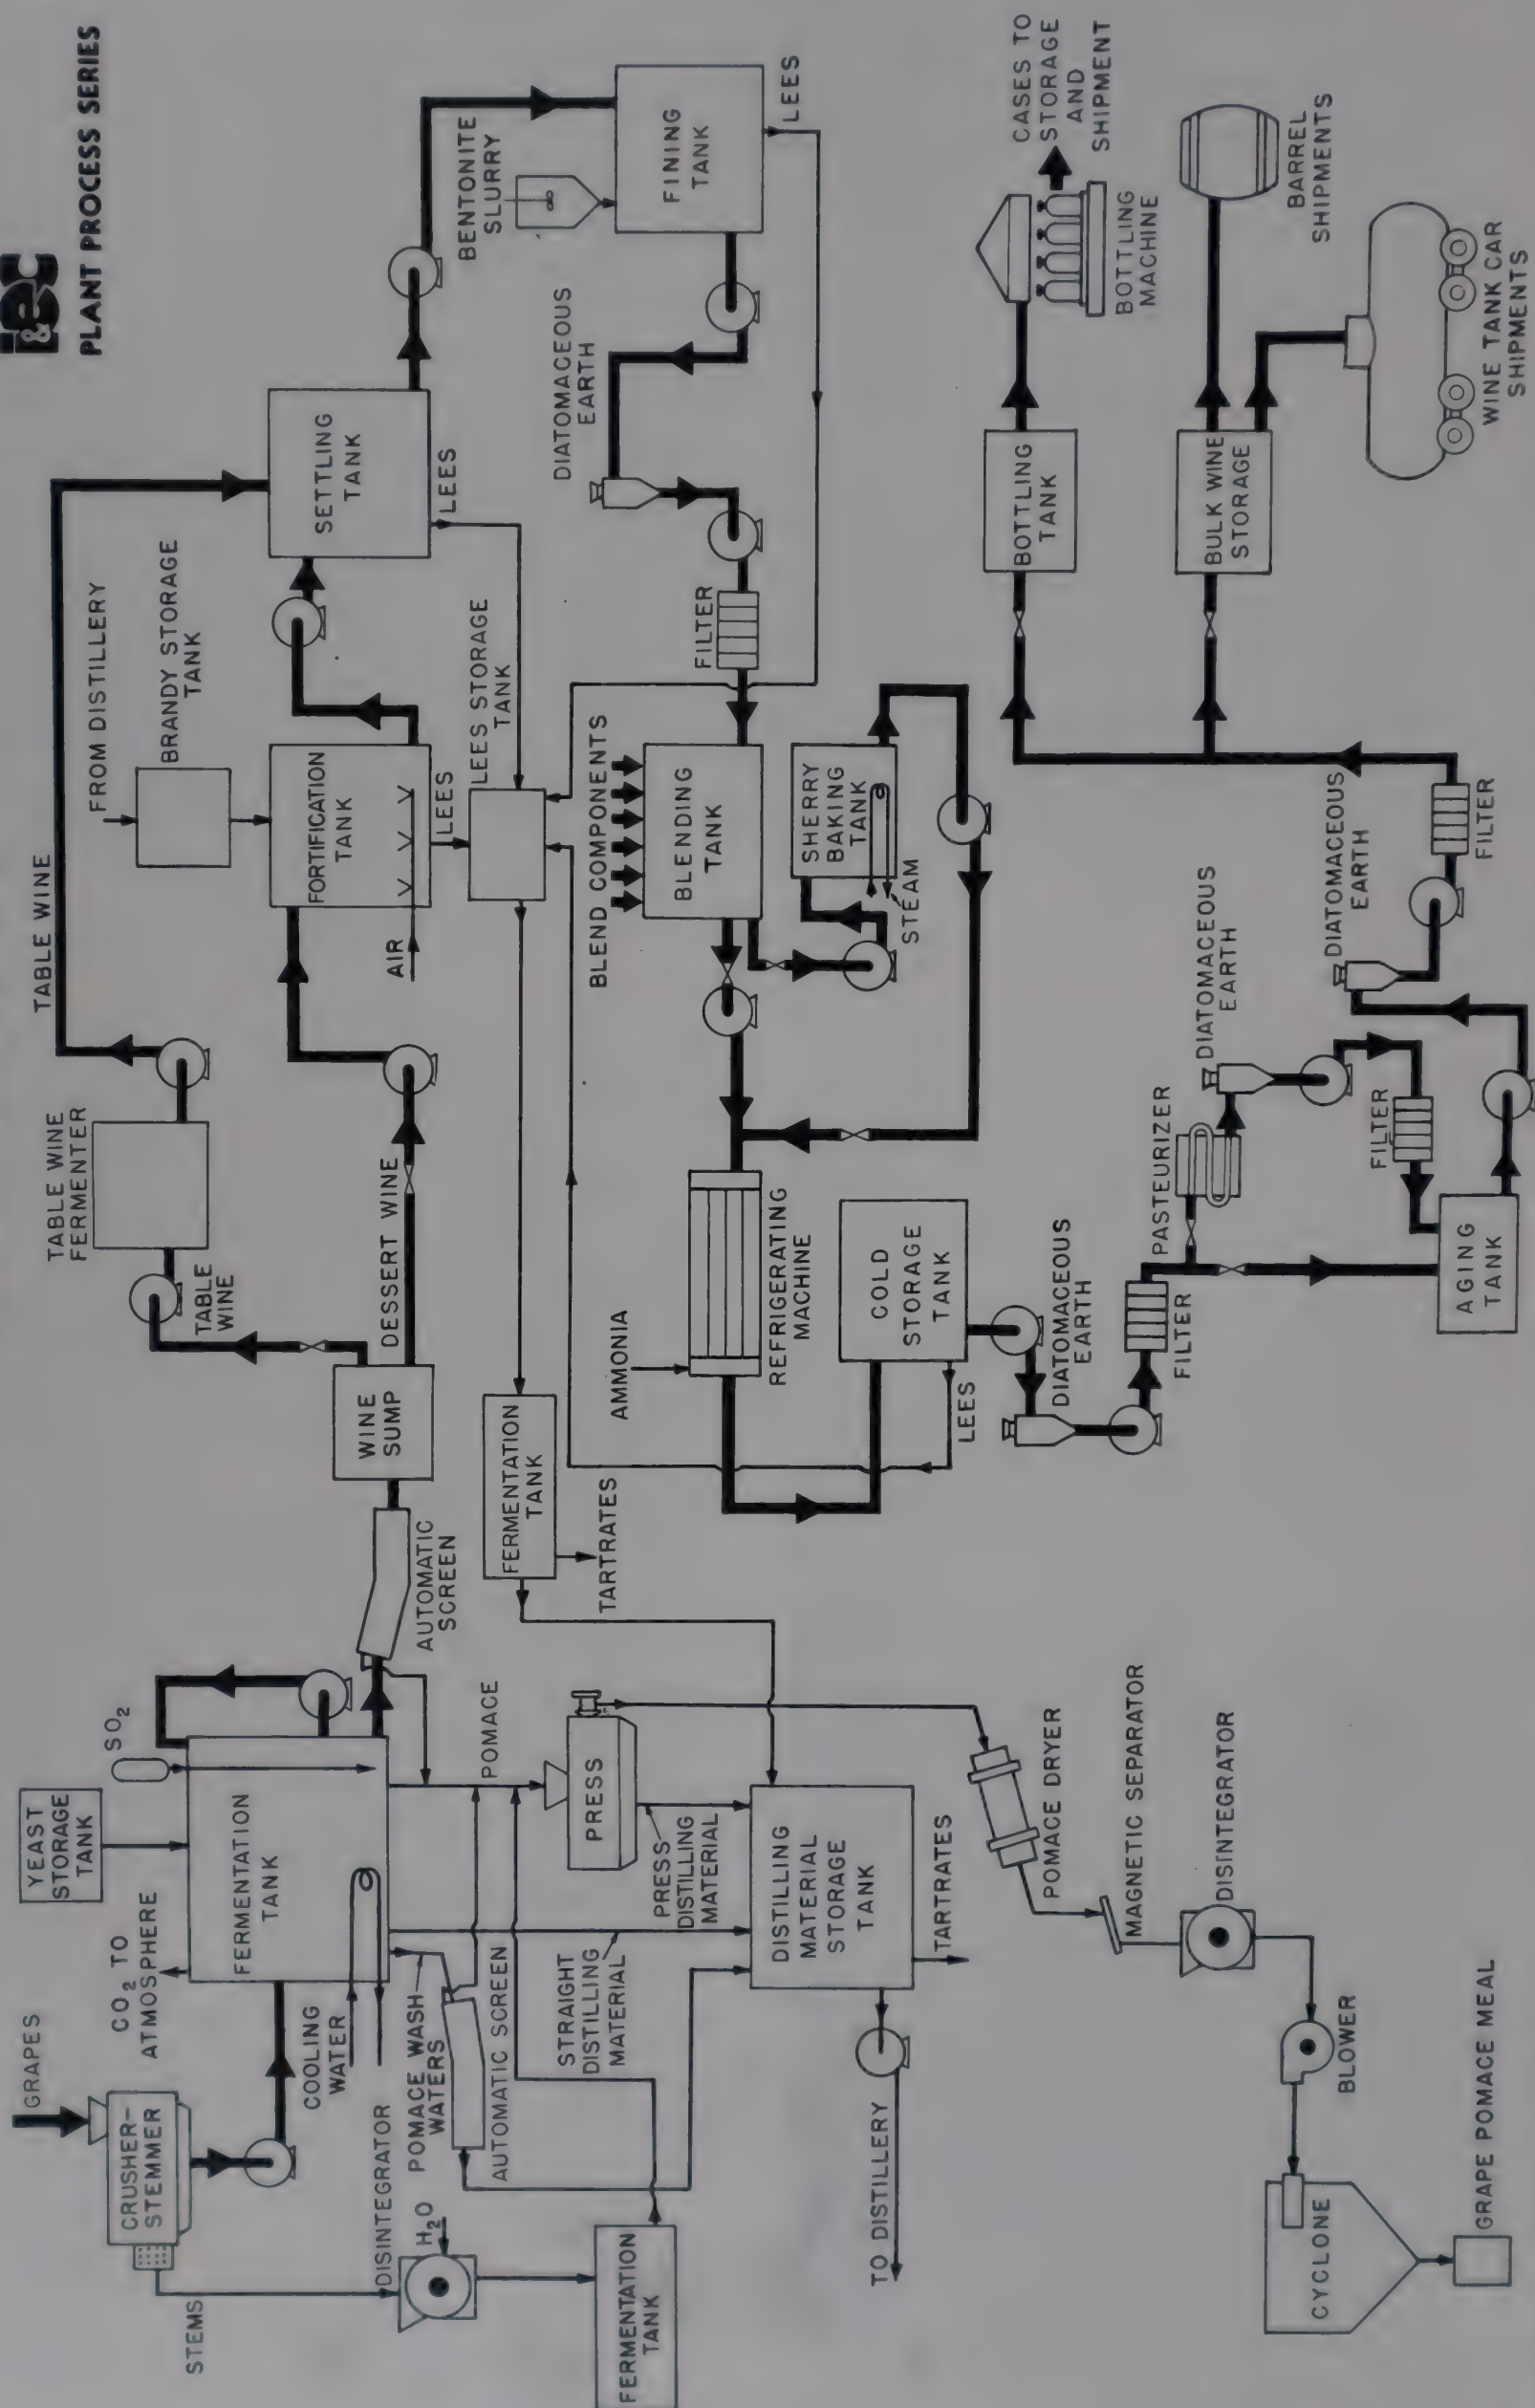 I&EC
PLANT PROCESS SERIES
GRAPES
CRUSHER-
STEMMER
STEMS
CO2 TO
ATMOSPHERE
YEAST
STORAGE
TANK
SO2
FERMENTATION
TANK
COOLING
WATER
DISINTEGRATOR
H2O
POMACE WASH
WATERS
AUTOMATIC SCREEN
FERMENTATION
TANK
STRAIGHT
DISTILLING
MATERIAL
POMACE
PRESS
PRESS
DISTILLING
MATERIAL
DISTILLING
MATERIAL
STORAGE
TANK
TARTRATES
TO DISTILLERY
POMACE DRYER
MAGNETIC SEPARATOR
DISINTEGRATOR
BLOWER
CYCLONE
GRAPE POMACE MEAL
AUTOMATIC
SCREEN
WINE
SUMP
TABLE
WINE
TABLE WINE
FERMENTER
TABLE WINE
DESSERT WINE
FROM DISTILLERY
BRANDY STORAGE
TANK
FORTIFICATION
TANK
AIR
LEES
LEES STORAGE
TANK
SETTLING
TANK
LEES
BENTONITE
SLURRY
FINING
TANK
LEES
DIATOMACEOUS
EARTH
FILTER
BLEND COMPONENTS
BLENDING
TANK
SHERRY
BAKING
TANK
STEAM
FERMENTATION
TANK
TARTRATES
AMMONIA
REFRIGERATING
MACHINE
COLD
STORAGE
TANK
LEES
DIATOMACEOUS
EARTH
FILTER
PASTEURIZER
DIATOMACEOUS
EARTH
FILTER
AGING
TANK
DIATOMACEOUS
EARTH
FILTER
BOTTLING
TANK
BOTTLING
MACHINE
CASES TO
STORAGE
AND
SHIPMENT
BULK WINE
STORAGE
BARREL
SHIPMENTS
WINE TANK CAR
SHIPMENTS